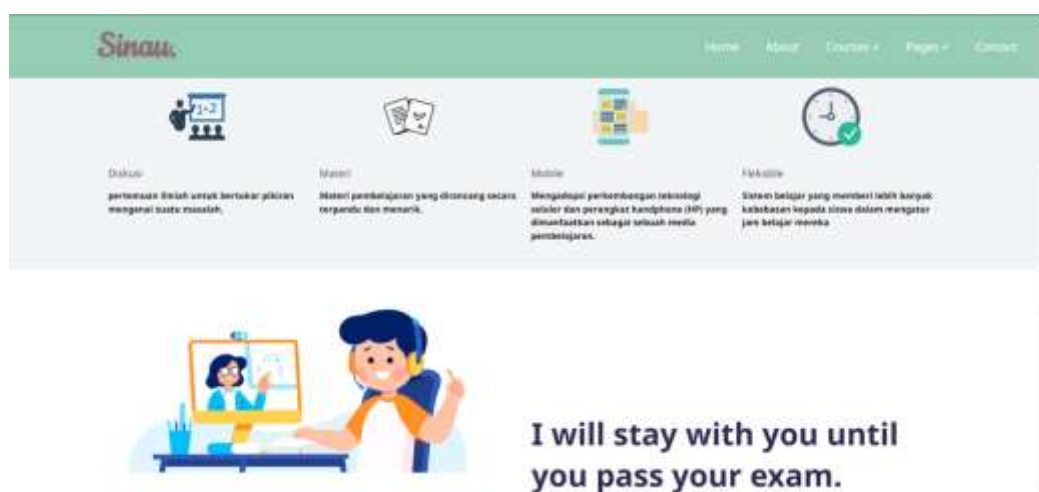 Sinau.
Home About Courses Pages Contact
1+2
Diskusi
pertemuan ilmiah untuk bertukar pikiran
mengenai suatu masalah.
Materi
Materi pembelajaran yang dirancang secara
terpandu dan menarik.
Mobile
Mengadopsi perkembangan teknologi
seluler dan perangkat handphone (HP) yang
dimanfaatkan sebagai sebuah media
pembelajaran.
Fleksible
Sistem belajar yang memberi lebih banyak
kebebasan kepada siswa dalam mengatur
jam belajar mereka
I will stay with you until
you pass your exam.